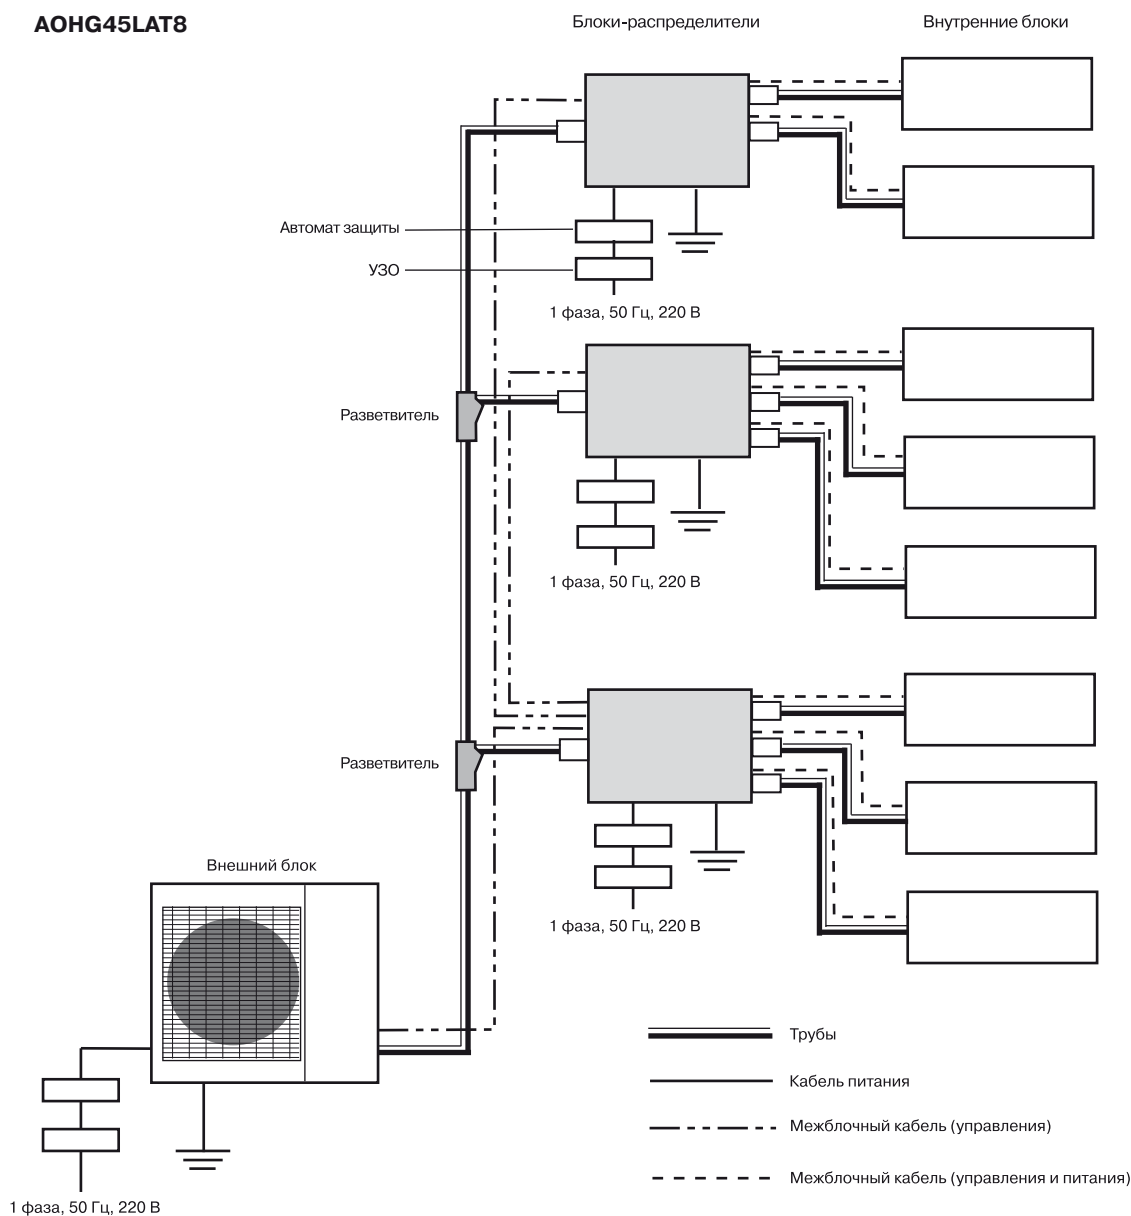 AOHG45LAT8
Блоки-распределители
Внутренние блоки
Автомат защиты
УЗО
1 фаза, 50 Гц, 220 В
Разветвитель
1 фаза, 50 Гц, 220 В
Разветвитель
Внешний блок
1 фаза, 50 Гц, 220 В
Трубы
Кабель питания
Межблочный кабель (управления)
Межблочный кабель (управления и питания)
1 фаза, 50 Гц, 220 В